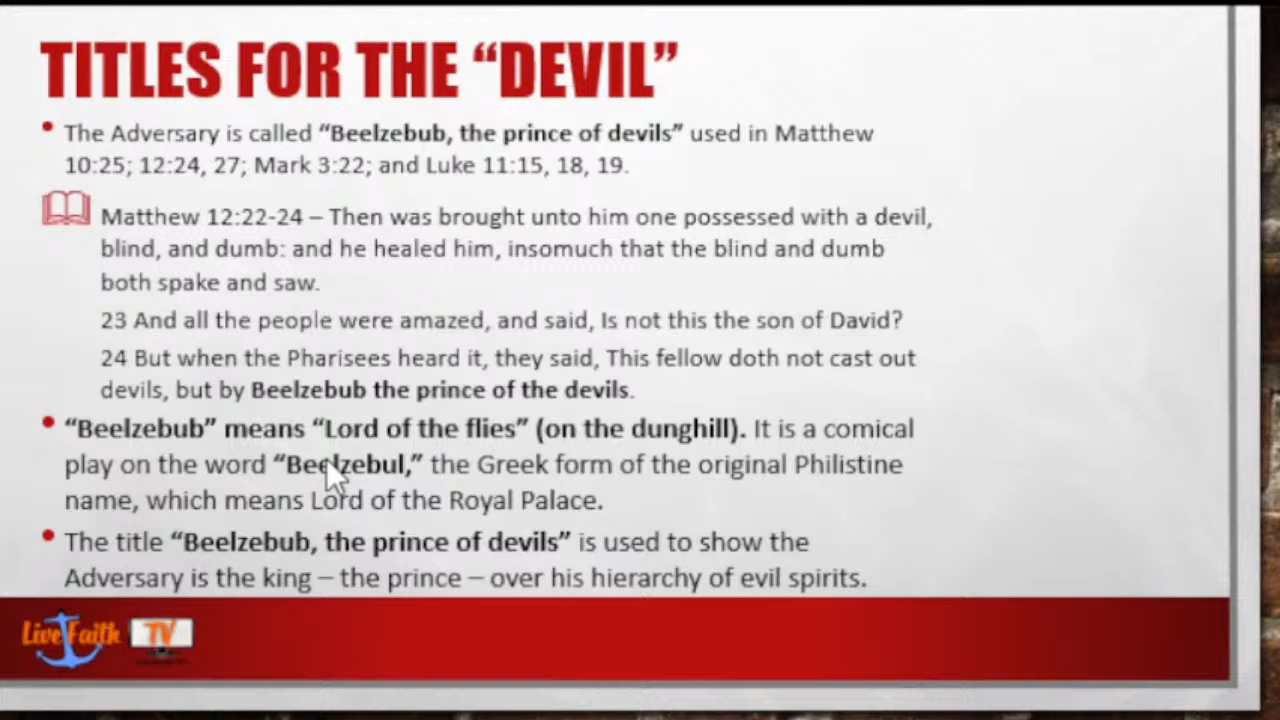 TITLES FOR THE “DEVIL”
• The Adversary is called “Beelzebub, the prince of devils” used in Matthew
10:25; 12:24, 27; Mark 3:22; and Luke 11:15, 18, 19.
Matthew 12:22-24 – Then was brought unto him one possessed with a devil,
blind, and dumb: and he healed him, insomuch that the blind and dumb
both spake and saw.
23 And all the people were amazed, and said, Is not this the son of David?
24 But when the Pharisees heard it, they said, This fellow doth not cast out
devils, but by Beelzebub the prince of the devils.
• “Beelzebub” means “Lord of the flies” (on the dunghill). It is a comical
play on the word “Beelzebul,” the Greek form of the original Philistine
name, which means Lord of the Royal Palace.
• The title “Beelzebub, the prince of devils” is used to show the
Adversary is the king – the prince – over his hierarchy of evil spirits.
Live Faith TV